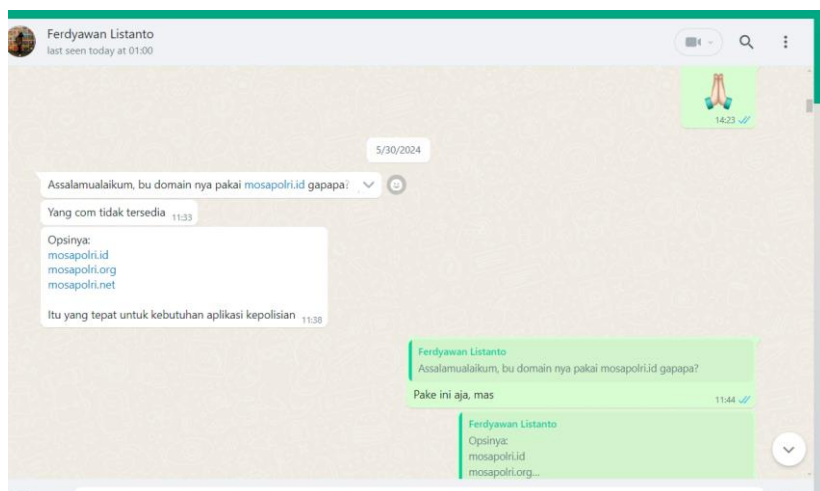 Ferdyawan Listanto
last seen today at 01:00
14:23
5/30/2024
Assalamualaikum, bu domain nya pakai mosapolri.id gapapa?
Yang com tidak tersedia 11:33
Opsinya:
mosapolri.id
mosapolri.org
mosapolri.net
Itu yang tepat untuk kebutuhan aplikasi kepolisian 11:38
Ferdyawan Listanto
Assalamualaikum, bu domain nya pakai mosapolri.id gapapa?
Pake ini aja, mas 11:44
Ferdyawan Listanto
Opsinya:
mosapolri.id
mosapolri.org...